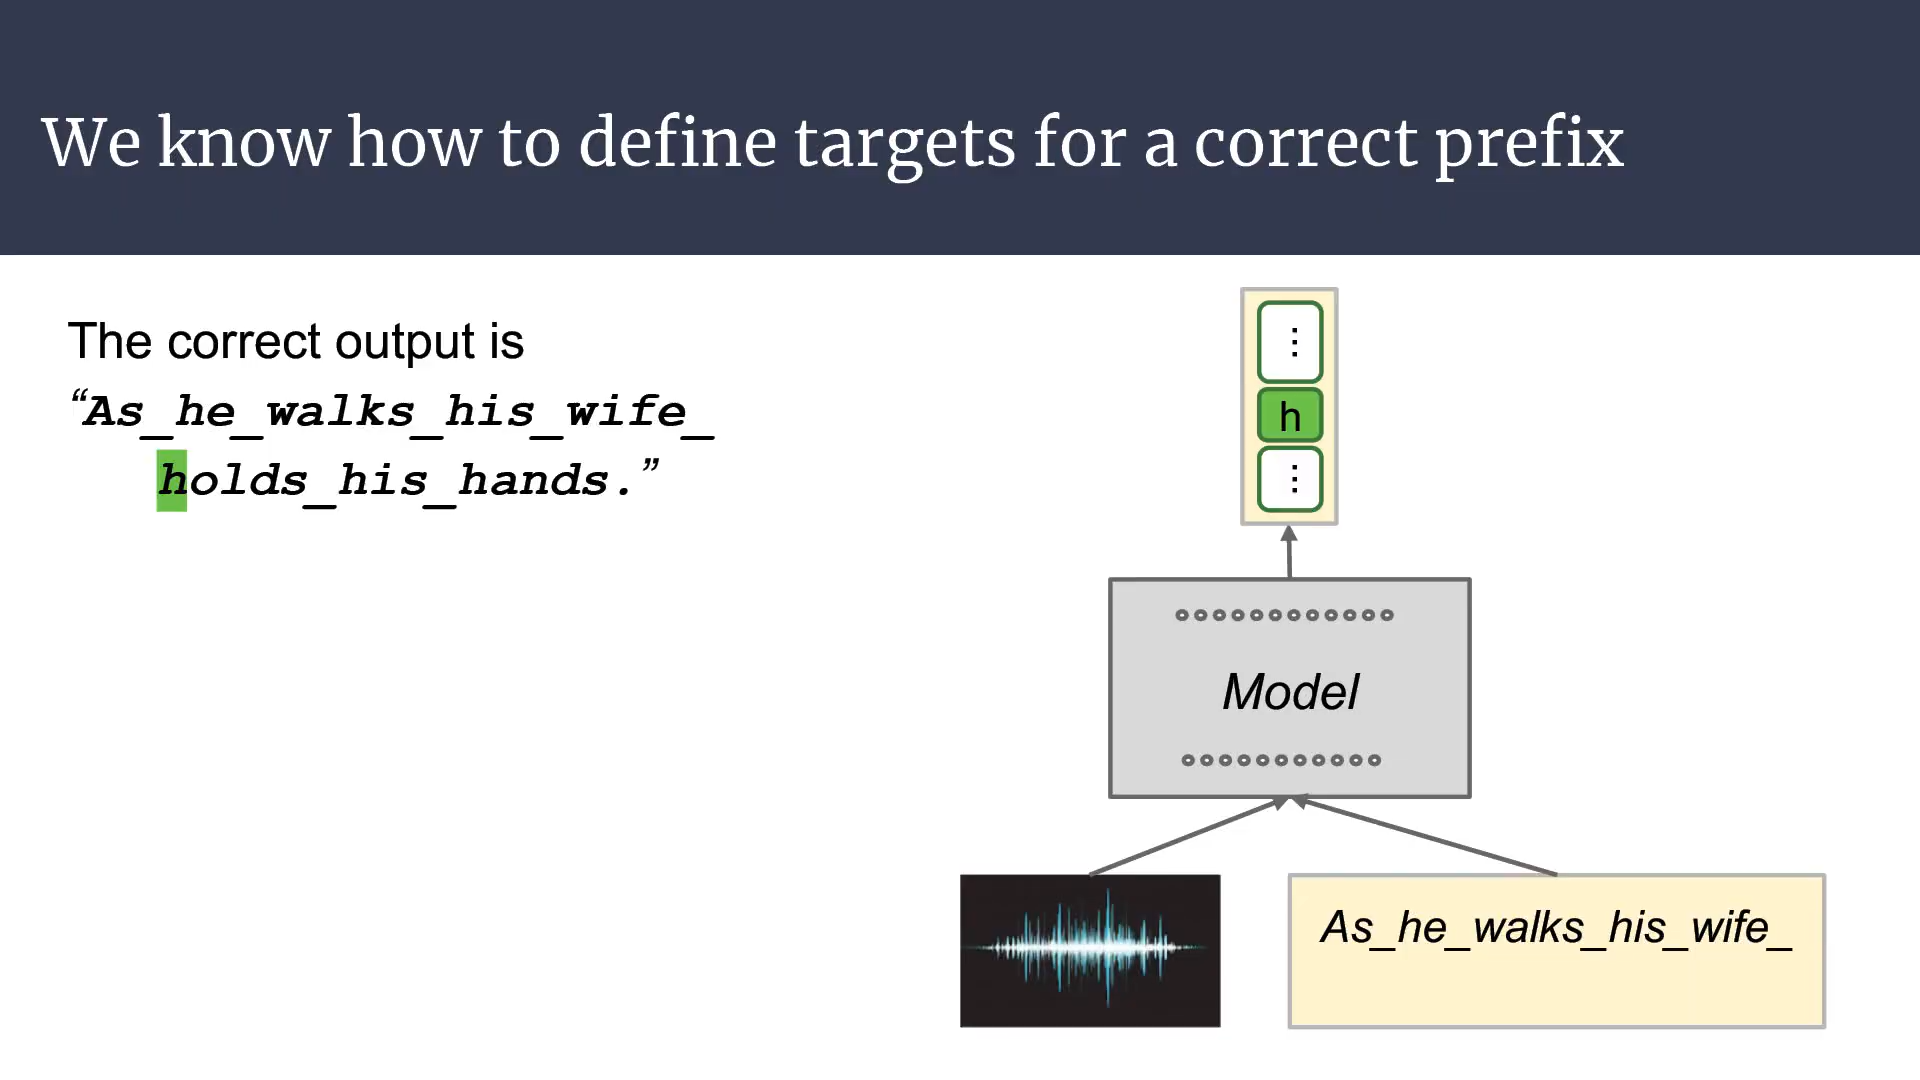 We know how to define targets for a correct prefix
The correct output is
“As_he_walks_his_wife_
holds_his_hands.”
⋮
h
⋮
Model
As_he_walks_his_wife_